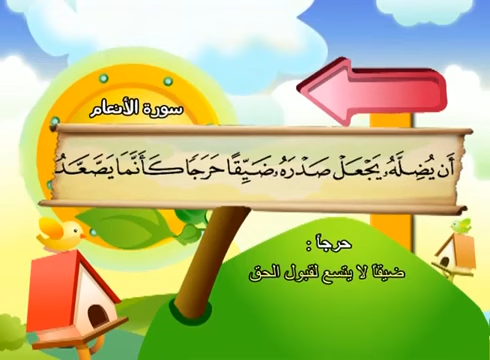 سورة الأنعام
أَن يُضِلَّهُۥ يَجْعَلْ صَدْرَهُۥ ضَيِّقًا حَرَجًا كَأَنَّمَا يَصَّعَّدُ
حرجاً :
ضيقاً لا يتسع لقبول الحق